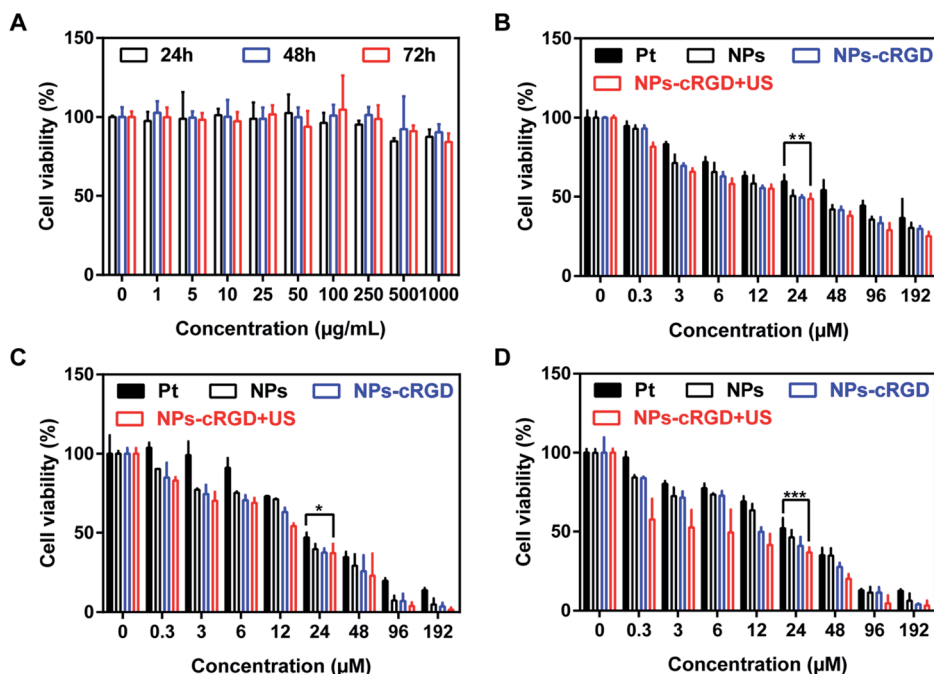 A
150
24h 48h 72h
Cell viability (%)
100
50
0
0 1 5 10 25 50 100 250 500 1000
Concentration (µg/mL)
B
150
Pt NPs NPs-cRGD
NPs-cRGD+US
Cell viability (%)
100
**
50
0
0 0.3 3 6 12 24 48 96 192
Concentration (µM)
C
150
Pt NPs NPs-cRGD
NPs-cRGD+US
Cell viability (%)
100
50
*
0
0 0.3 3 6 12 24 48 96 192
Concentration (µM)
D
150
Pt NPs NPs-cRGD
NPs-cRGD+US
Cell viability (%)
100
***
50
0
0 0.3 3 6 12 24 48 96 192
Concentration (µM)